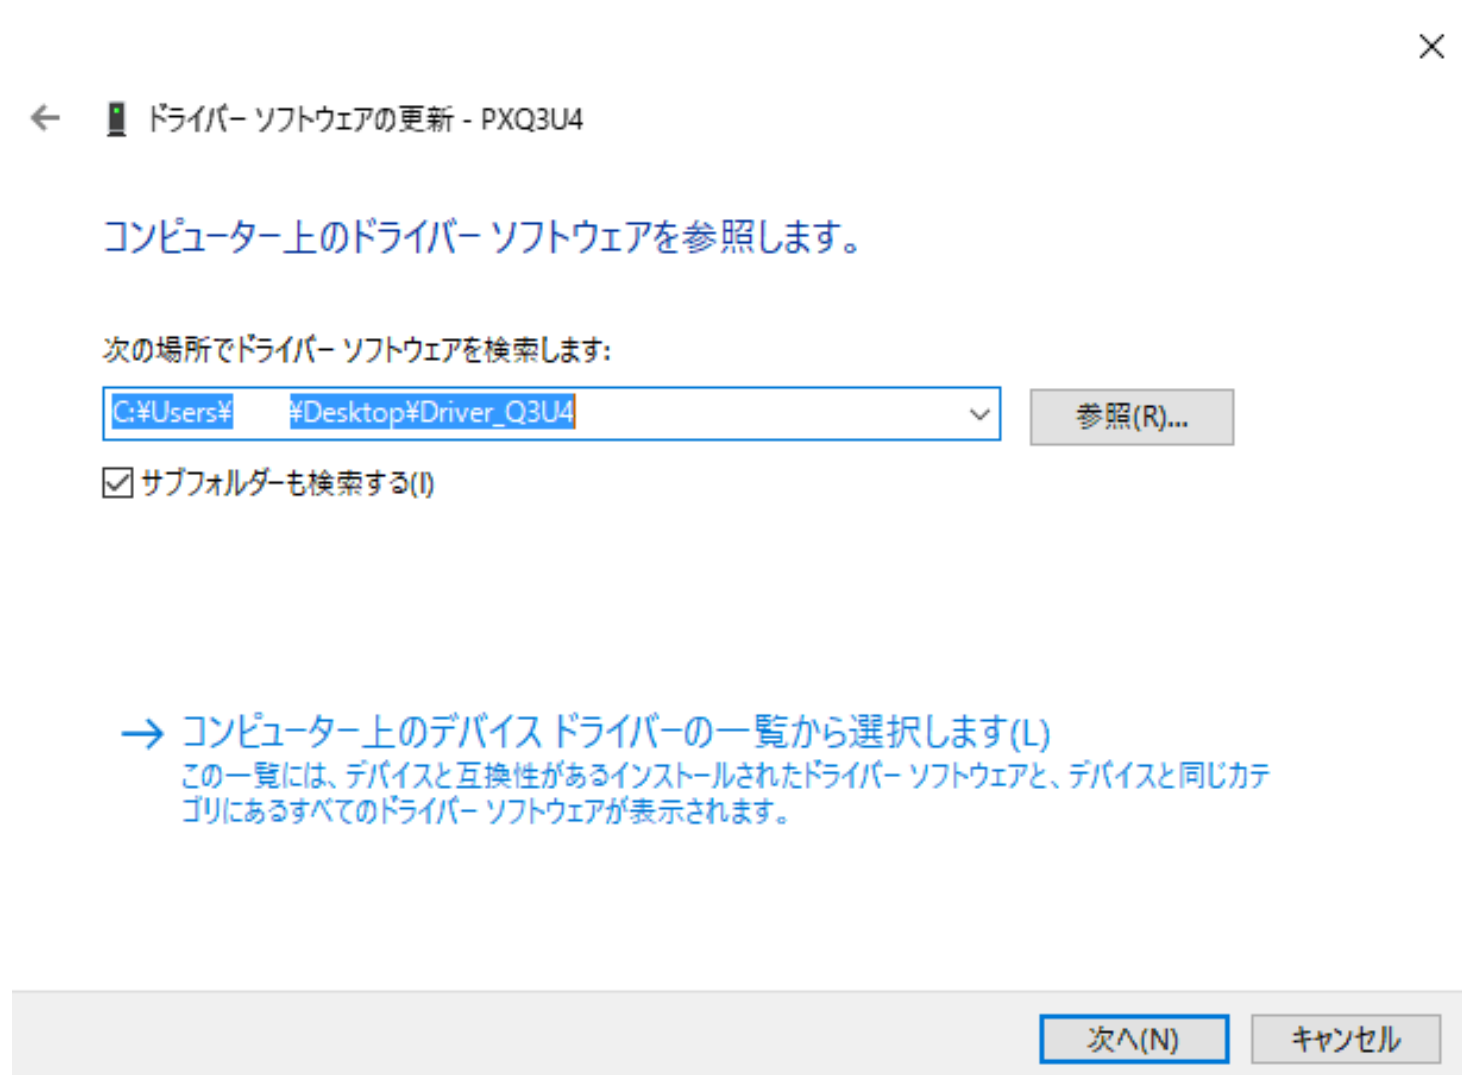 ドライバー ソフトウェアの更新 - PXQ3U4
コンピューター上のドライバー ソフトウェアを参照します。
次の場所でドライバー ソフトウェアを検索します:
C:¥Users¥ ¥Desktop¥Driver_Q3U4
参照(R)...
サブフォルダーも検索する(I)
コンピューター上のデバイス ドライバーの一覧から選択します(L)
この一覧には、デバイスと互換性があるインストールされたドライバー ソフトウェアと、デバイスと同じカテ
ゴリにあるすべてのドライバー ソフトウェアが表示されます。
次へ(N)
キャンセル